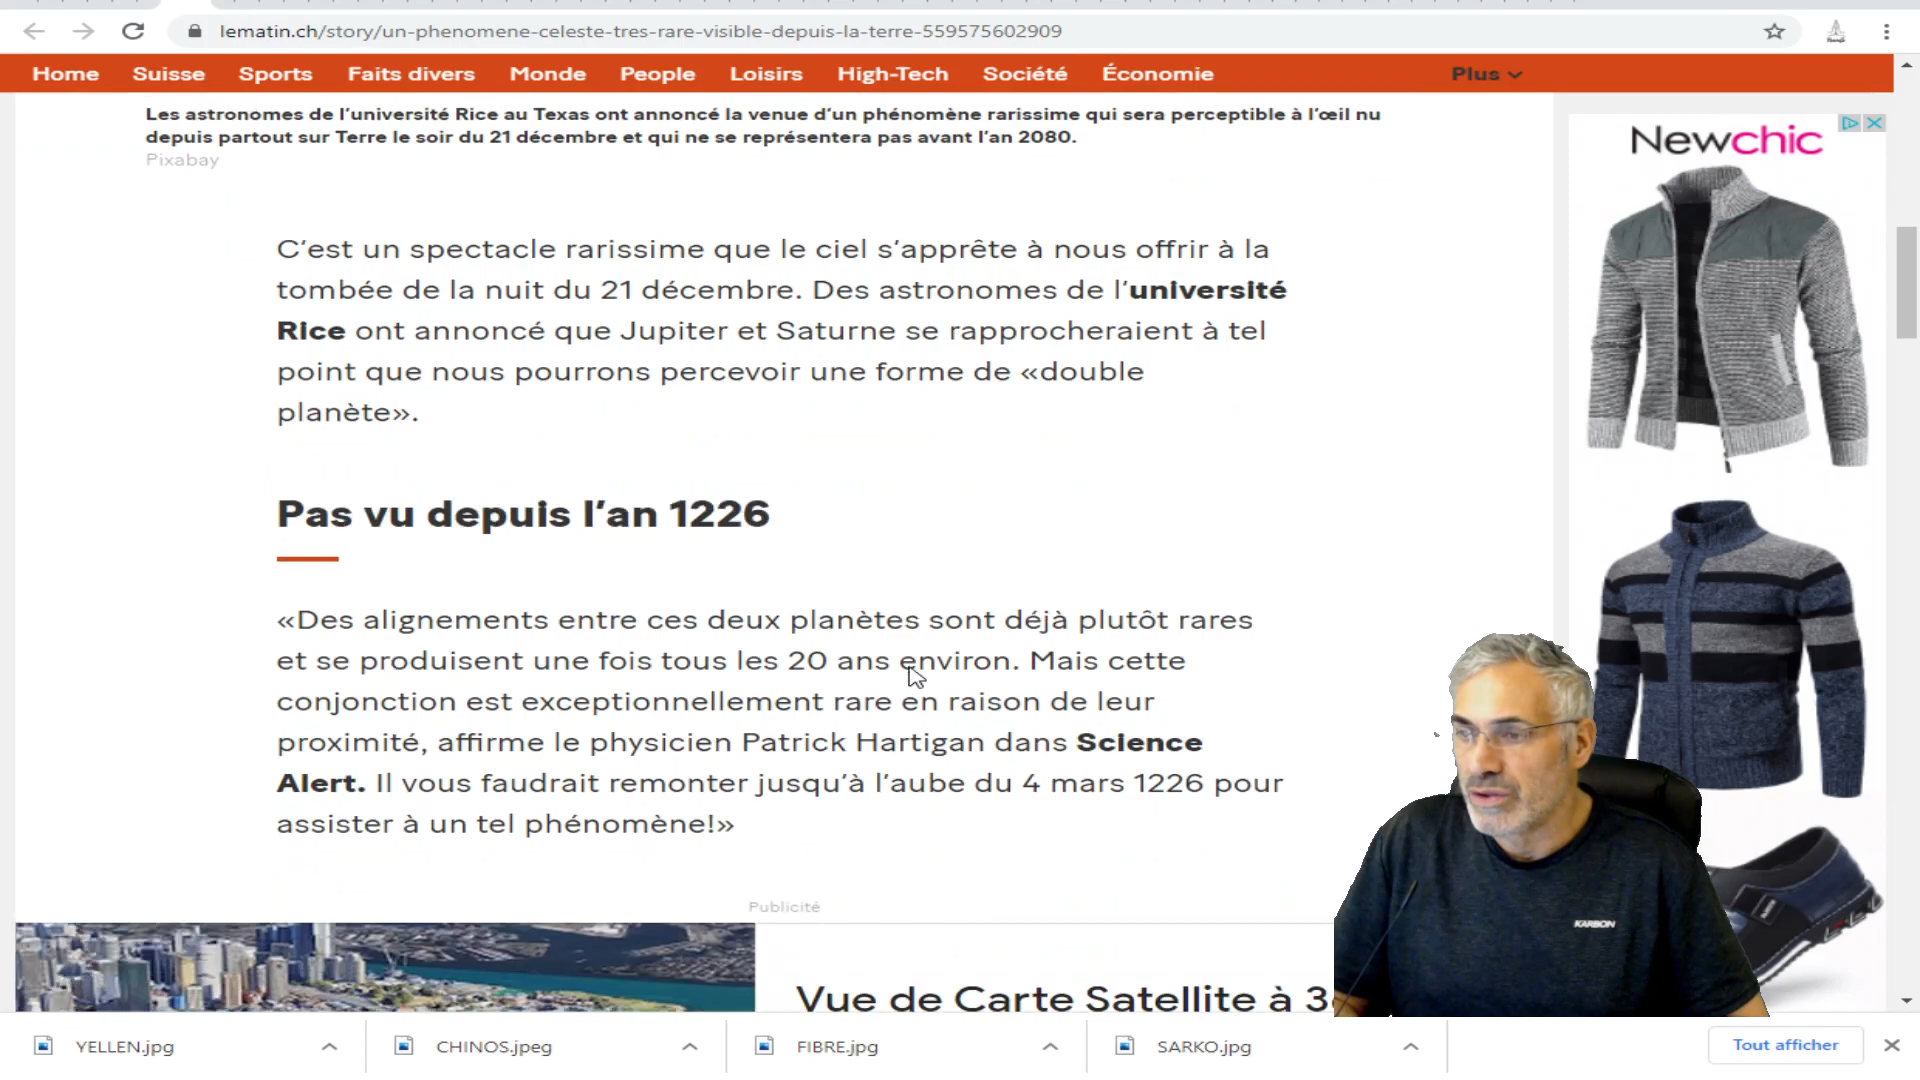 lematin.ch/story/un-phenomene-celeste-tres-rare-visible-depuis-la-terre-559575602909
Home Suisse Sports Faits divers Monde People Loisirs High-Tech Société Économie Plus
Les astronomes de l’université Rice au Texas ont annoncé la venue d’un phénomène rarissime qui sera perceptible à l’œil nu
depuis partout sur Terre le soir du 21 décembre et qui ne se représentera pas avant l’an 2080.
Pixabay
Newchic
C’est un spectacle rarissime que le ciel s’apprête à nous offrir à la
tombée de la nuit du 21 décembre. Des astronomes de l’université
Rice ont annoncé que Jupiter et Saturne se rapprocheraient à tel
point que nous pourrons percevoir une forme de «double
planète».
Pas vu depuis l’an 1226
«Des alignements entre ces deux planètes sont déjà plutôt rares
et se produisent une fois tous les 20 ans environ. Mais cette
conjonction est exceptionnellement rare en raison de leur
proximité, affirme le physicien Patrick Hartigan dans Science
Alert. Il vous faudrait remonter jusqu’à l’aube du 4 mars 1226 pour
assister à un tel phénomène!»
Publicité
KARBON
Vue de Carte Satellite à 3
YELLEN.jpg CHINOS.jpeg FIBRE.jpg SARKO.jpg Tout afficher